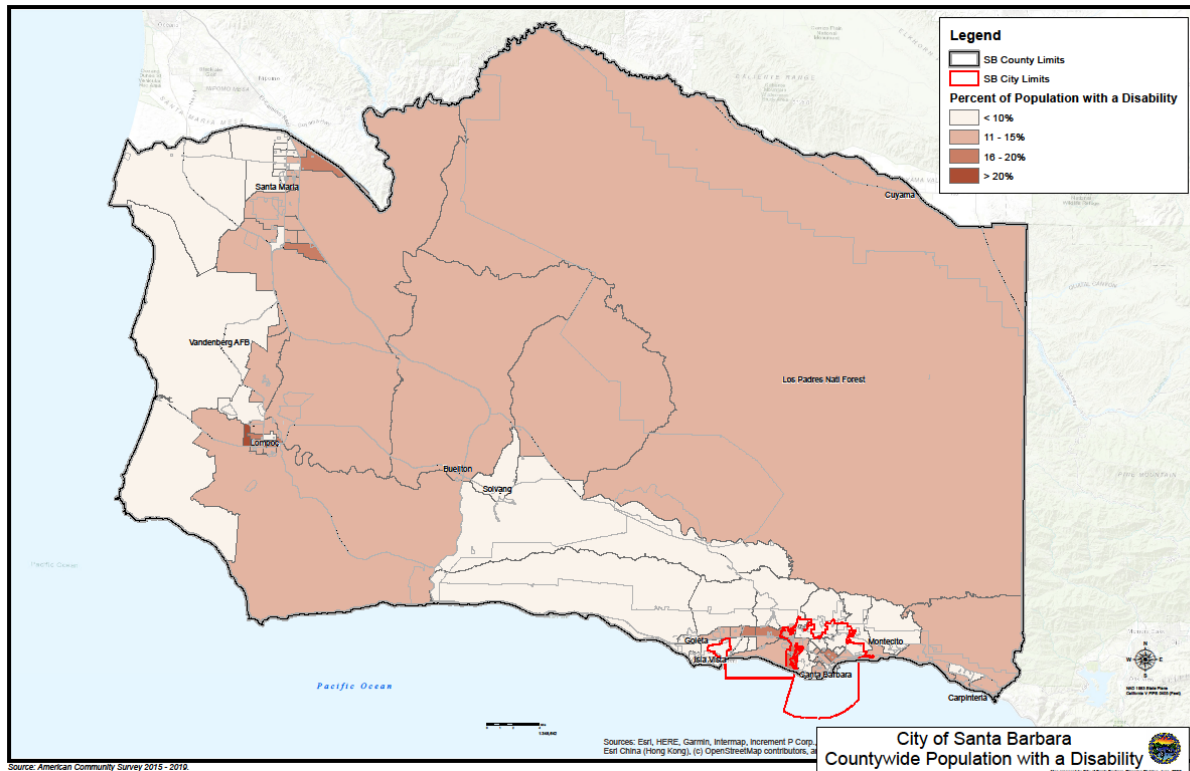 Legend
SB County Limits
SB City Limits
Percent of Population with a Disability
< 10%
11 - 15%
16 - 20%
> 20%
Santa Maria
Cuyama
Vandenberg AFB
Los Padres Natl Forest
Lompoc
Buellton
Solvang
Goleta
Isla Vista
Montecito
Santa Barbara
Carpinteria
Pacific Ocean
Pacific Ocean
N
W E
S
Sources: Esri, HERE, Garmin, Intermap, Increment P Corp.,
Esri China (Hong Kong), (c) OpenStreetMap contributors,
City of Santa Barbara
Countywide Population with a Disability
Source: American Community Survey 2015 - 2019.